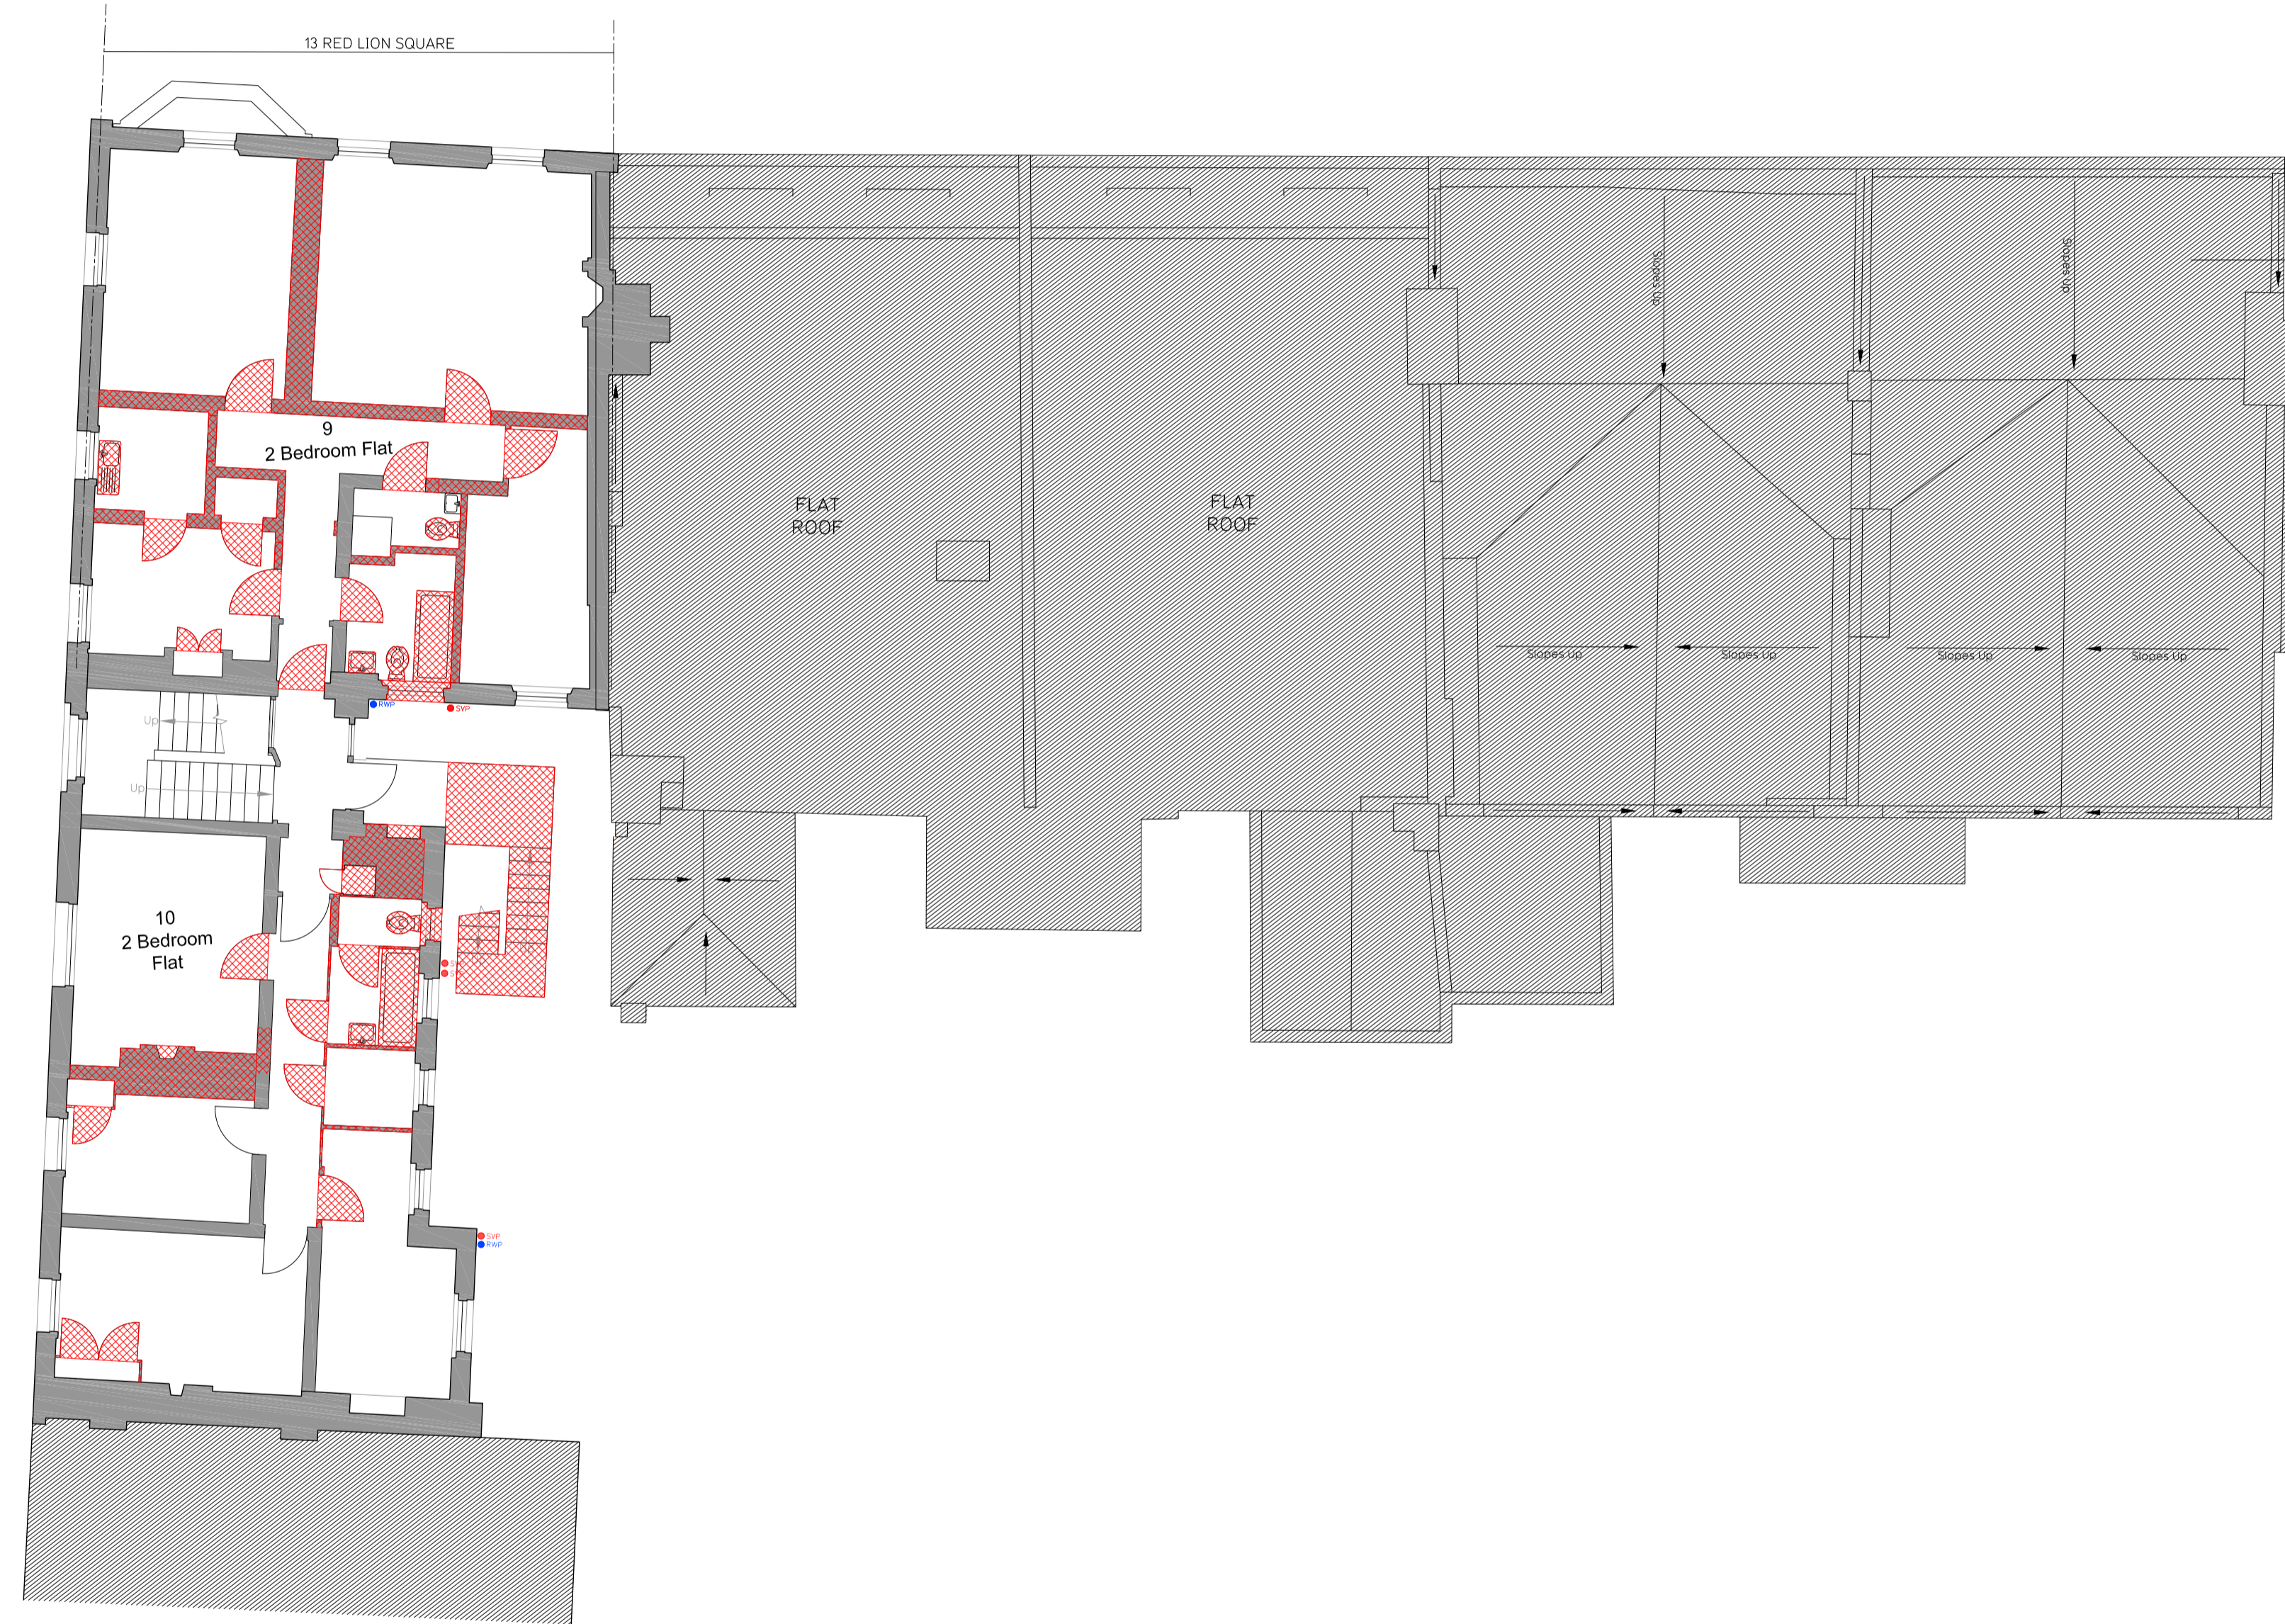 13 RED LION SQUARE
Slopes Up
Slopes Up
9
2 Bedroom Flat
FLAT
ROOF
FLAT
ROOF
Slopes Up
Slopes Up
Slopes Up
Slopes Up
RWP
SVP
Up
Up
10
2 Bedroom
Flat
SVP
RWP